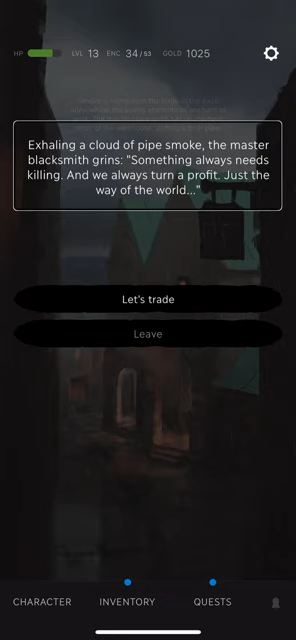 HP LVL 13 ENC 34/53 GOLD 1025
Exhaling a cloud of pipe smoke, the master
blacksmith grins: "Something always needs
killing. And we always turn a profit. Just the
way of the world..."
Let's trade
Leave
CHARACTER INVENTORY QUESTS